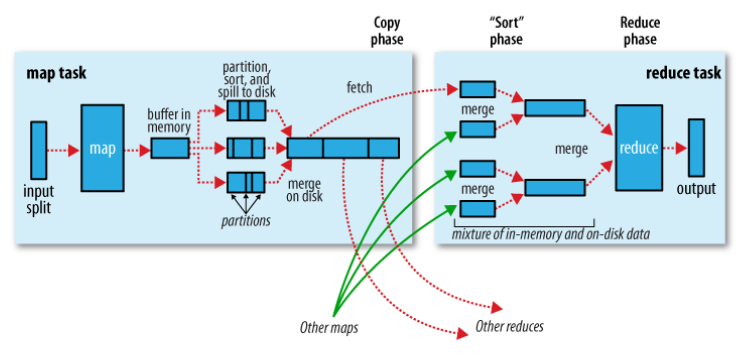 Copy
phase
“Sort”
phase
Reduce
phase
map task
partition,
sort, and
spill to disk
fetch
reduce task
buffer in
memory
merge
map
merge
reduce
input
split
merge
on disk
merge
output
partitions
mixture of in-memory and on-disk data
Other maps
Other reduces